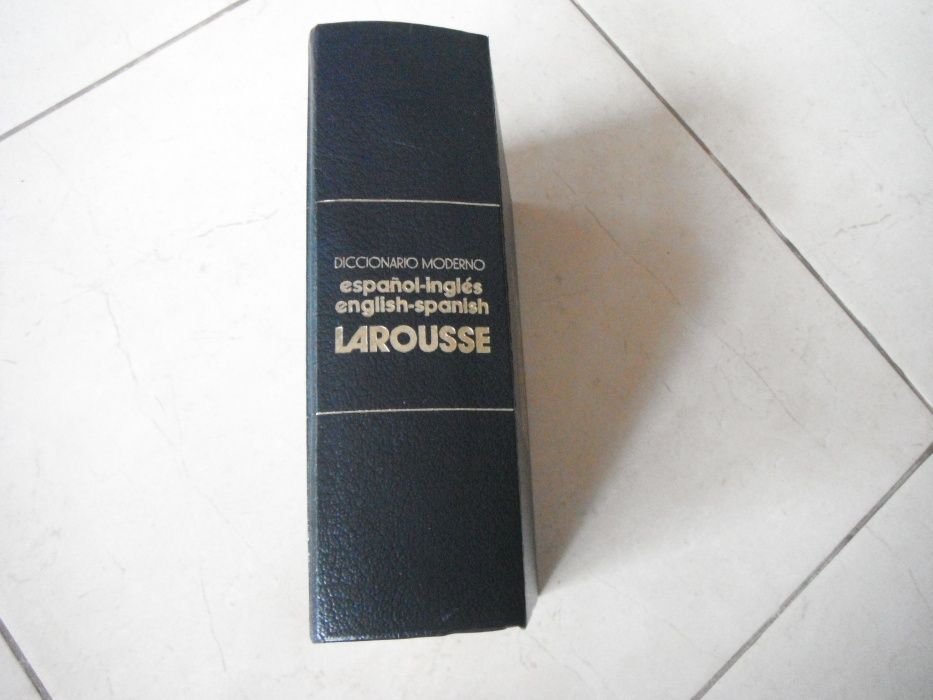 DICCIONARIO MODERNO
español-inglés
english-spanish
LAROUSSE